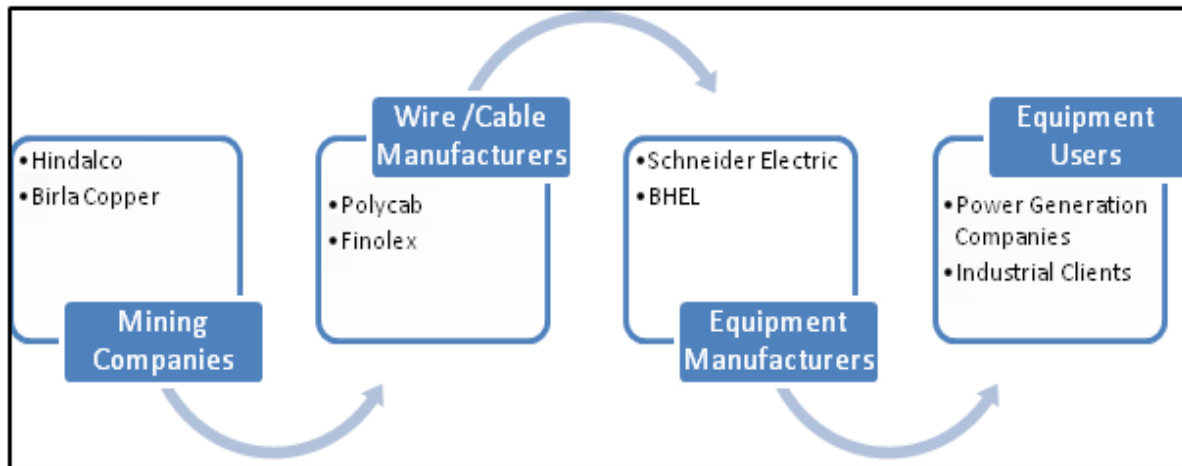 • Hindalco
• Birla Copper
Mining
Companies
Wire /Cable
Manufacturers
• Polycab
• Finolex
• Schneider Electric
• BHEL
Equipment
Manufacturers
Equipment
Users
• Power Generation
Companies
• Industrial Clients